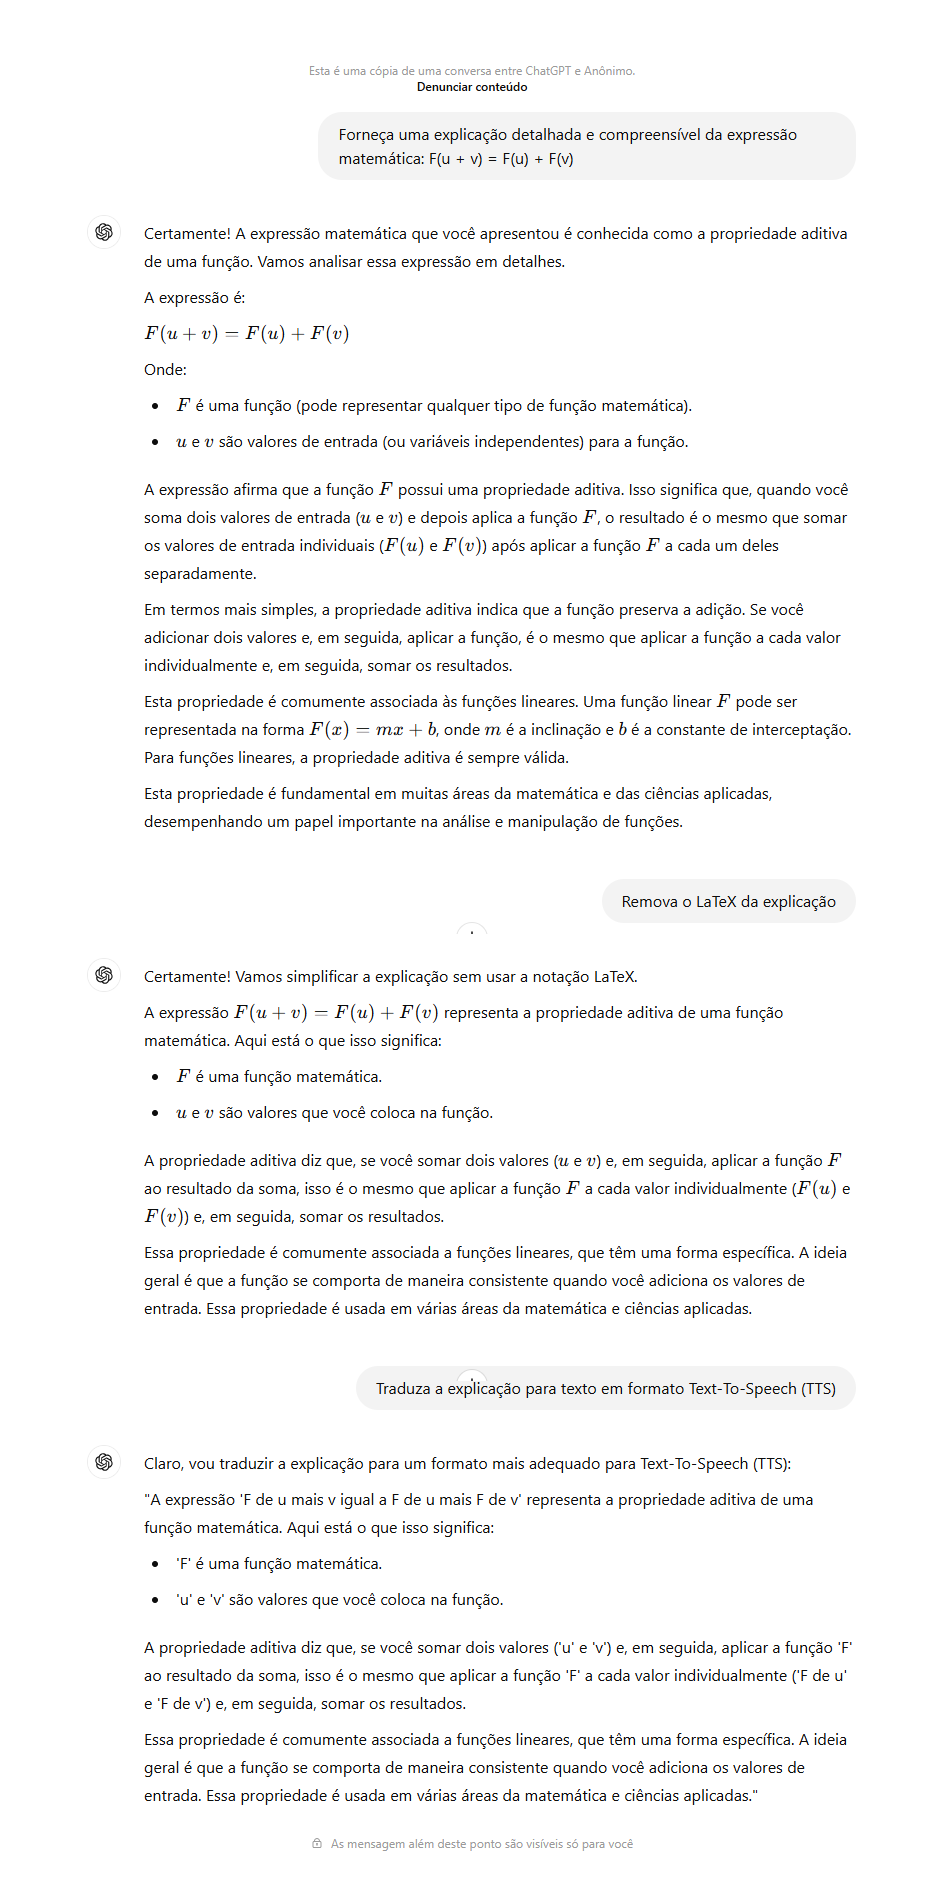 Esta é uma cópia de uma conversa entre ChatGPT e Anônimo.
Denunciar conteúdo
Forneça uma explicação detalhada e compreensível da expressão
matemática: F(u + v) = F(u) + F(v)
Certamente! A expressão matemática que você apresentou é conhecida como a propriedade aditiva
de uma função. Vamos analisar essa expressão em detalhes.
A expressão é:
F(u + v) = F(u) + F(v)
Onde:
• F é uma função (pode representar qualquer tipo de função matemática).
• u e v são valores de entrada (ou variáveis independentes) para a função.
A expressão afirma que a função F possui uma propriedade aditiva. Isso significa que, quando você
soma dois valores de entrada (u e v) e depois aplica a função F, o resultado é o mesmo que somar
os valores de entrada individuais (F(u) e F(v)) após aplicar a função F a cada um deles
separadamente.
Em termos mais simples, a propriedade aditiva indica que a função preserva a adição. Se você
adicionar dois valores e, em seguida, aplicar a função, é o mesmo que aplicar a função a cada valor
individualmente e, em seguida, somar os resultados.
Esta propriedade é comumente associada às funções lineares. Uma função linear F pode ser
representada na forma F(x) = mx + b, onde m é a inclinação e b é a constante de interceptação.
Para funções lineares, a propriedade aditiva é sempre válida.
Esta propriedade é fundamental em muitas áreas da matemática e das ciências aplicadas,
desempenhando um papel importante na análise e manipulação de funções.
Remova o LaTeX da explicação
Certamente! Vamos simplificar a explicação sem usar a notação LaTeX.
A expressão F(u + v) = F(u) + F(v) representa a propriedade aditiva de uma função
matemática. Aqui está o que isso significa:
• F é uma função matemática.
• u e v são valores que você coloca na função.
A propriedade aditiva diz que, se você somar dois valores (u e v) e, em seguida, aplicar a função F
ao resultado da soma, isso é o mesmo que aplicar a função F a cada valor individualmente (F(u) e
F(v)) e, em seguida, somar os resultados.
Essa propriedade é comumente associada a funções lineares, que têm uma forma específica. A ideia
geral é que a função se comporta de maneira consistente quando você adiciona os valores de
entrada. Essa propriedade é usada em várias áreas da matemática e ciências aplicadas.
Traduza a explicação para texto em formato Text-To-Speech (TTS)
Claro, vou traduzir a explicação para um formato mais adequado para Text-To-Speech (TTS):
"A expressão 'F de u mais v igual a F de u mais F de v' representa a propriedade aditiva de uma
função matemática. Aqui está o que isso significa:
• 'F' é uma função matemática.
• 'u' e 'v' são valores que você coloca na função.
A propriedade aditiva diz que, se você somar dois valores ('u' e 'v') e, em seguida, aplicar a função 'F'
ao resultado da soma, isso é o mesmo que aplicar a função 'F' a cada valor individualmente ('F de u'
e 'F de v') e, em seguida, somar os resultados.
Essa propriedade é comumente associada a funções lineares, que têm uma forma específica. A ideia
geral é que a função se comporta de maneira consistente quando você adiciona os valores de
entrada. Essa propriedade é usada em várias áreas da matemática e ciências aplicadas."
As mensagem além deste ponto são visíveis só para você